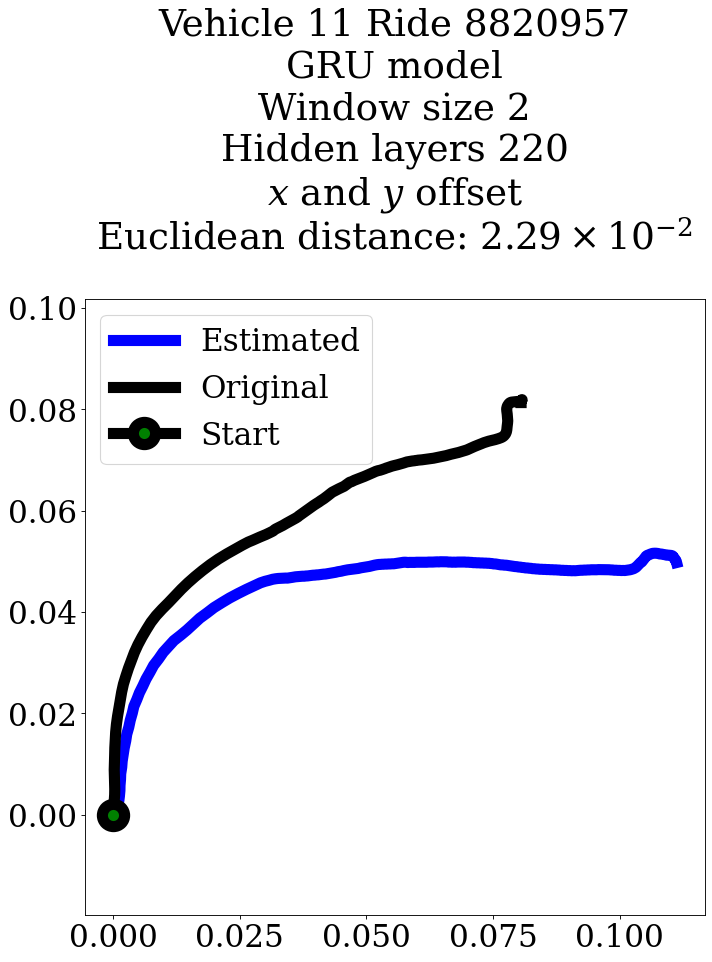 Vehicle 11 Ride 8820957
GRU model
Window size 2
Hidden layers 220
x and y offset
Euclidean distance: 2.29 × 10⁻²
0.10
Estimated
Original
Start
0.08
0.06
0.04
0.02
0.00
0.000 0.025 0.050 0.075 0.100